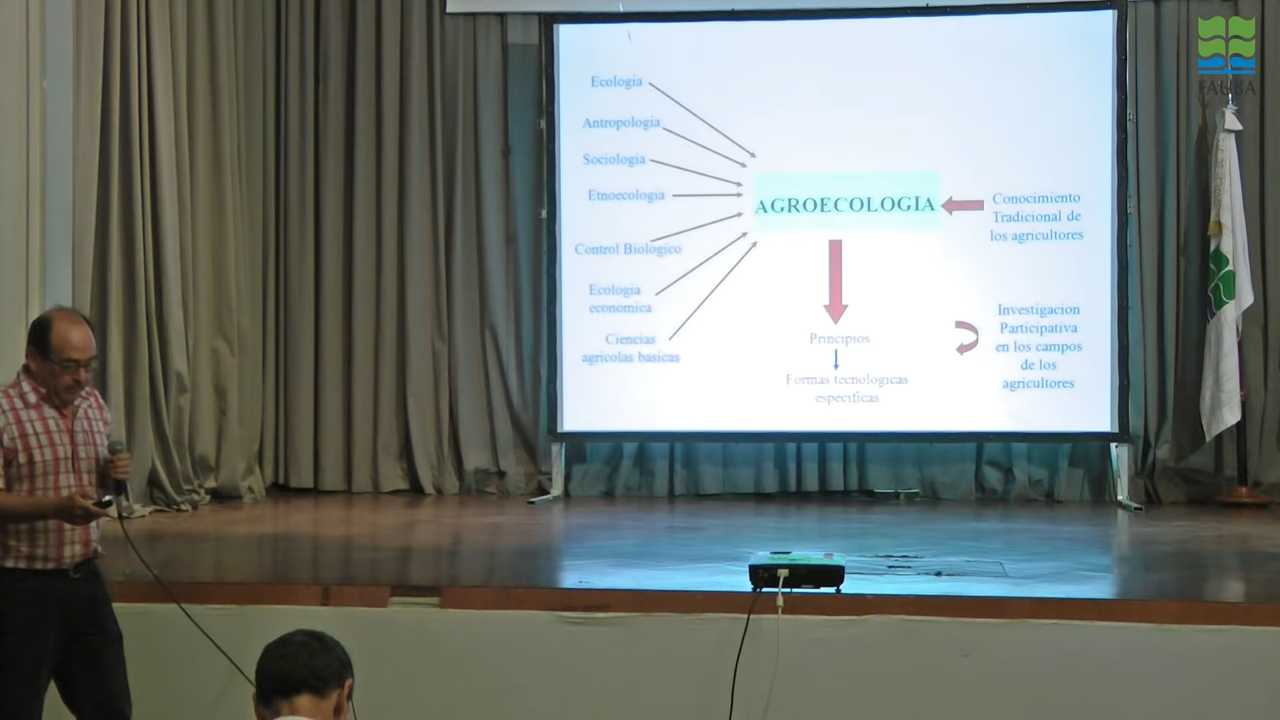 FAUBA
Ecologia
Antropologia
Sociologia
Etnoecologia
Control Biologico
Ecologia
economica
Ciencias
agricolas basicas
AGROECOLOGIA
Conocimiento
Tradicional de
los agricultores
Principios
Formas tecnologicas
especificas
Investigacion
Participativa
en los campos
de los
agricultores